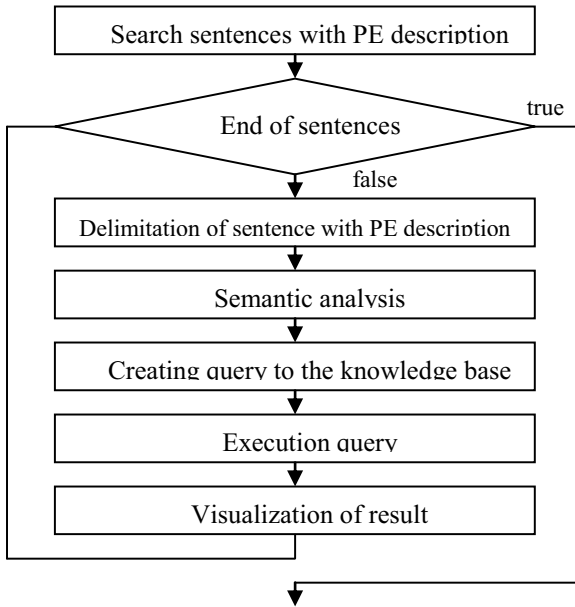 Search sentences with PE description
End of sentences
true
false
Delimitation of sentence with PE description
Semantic analysis
Creating query to the knowledge base
Execution query
Visualization of result